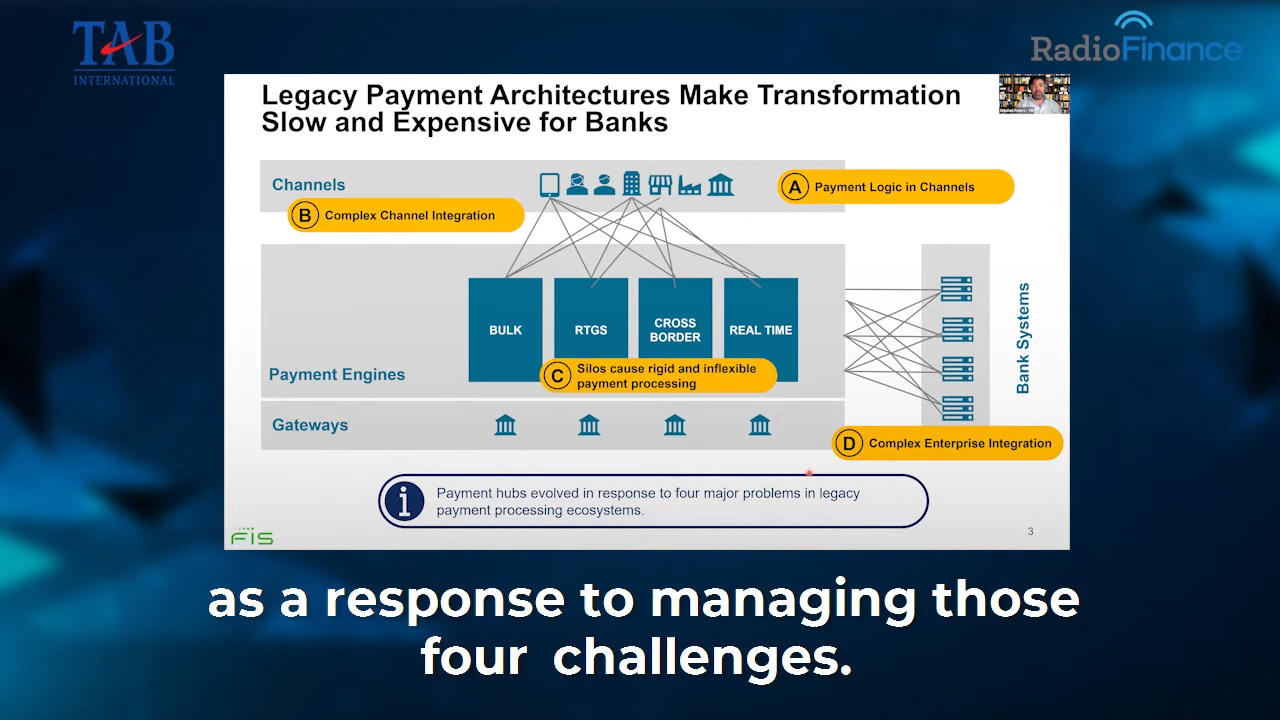 TAB
INTERNATIONAL
RadioFinance
Legacy Payment Architectures Make Transformation
Slow and Expensive for Banks
Channels
A Payment Logic in Channels
B Complex Channel Integration
BULK
RTGS
CROSS
BORDER
REAL TIME
Bank Systems
Payment Engines
C Silos cause rigid and inflexible
payment processing
Gateways
D Complex Enterprise Integration
i Payment hubs evolved in response to four major problems in legacy
payment processing ecosystems.
FIS
3
as a response to managing those
four challenges.